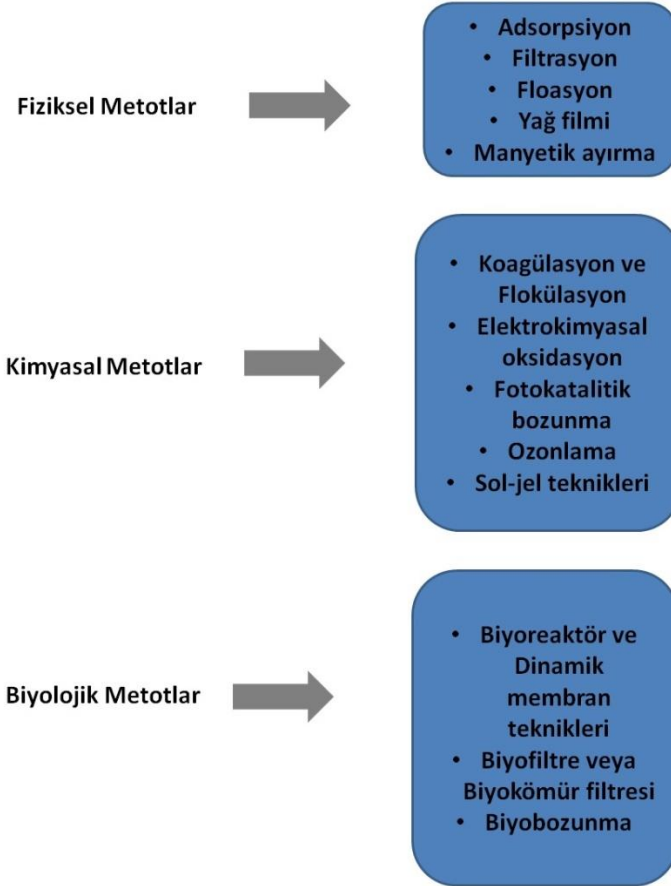 Fiziksel Metotlar
• Adsorpsiyon
• Filtrasyon
• Floasyon
• Yağ filmi
• Manyetik ayırma
Kimyasal Metotlar
• Koagülasyon ve
Flokülasyon
• Elektrokimyasal
oksidasyon
• Fotokatalitik
bozunma
• Ozonlama
• Sol-jel teknikleri
Biyolojik Metotlar
• Biyoreaktör ve
Dinamik
membran
teknikleri
• Biyofiltre veya
Biyokömür filtresi
• Biyobozunma